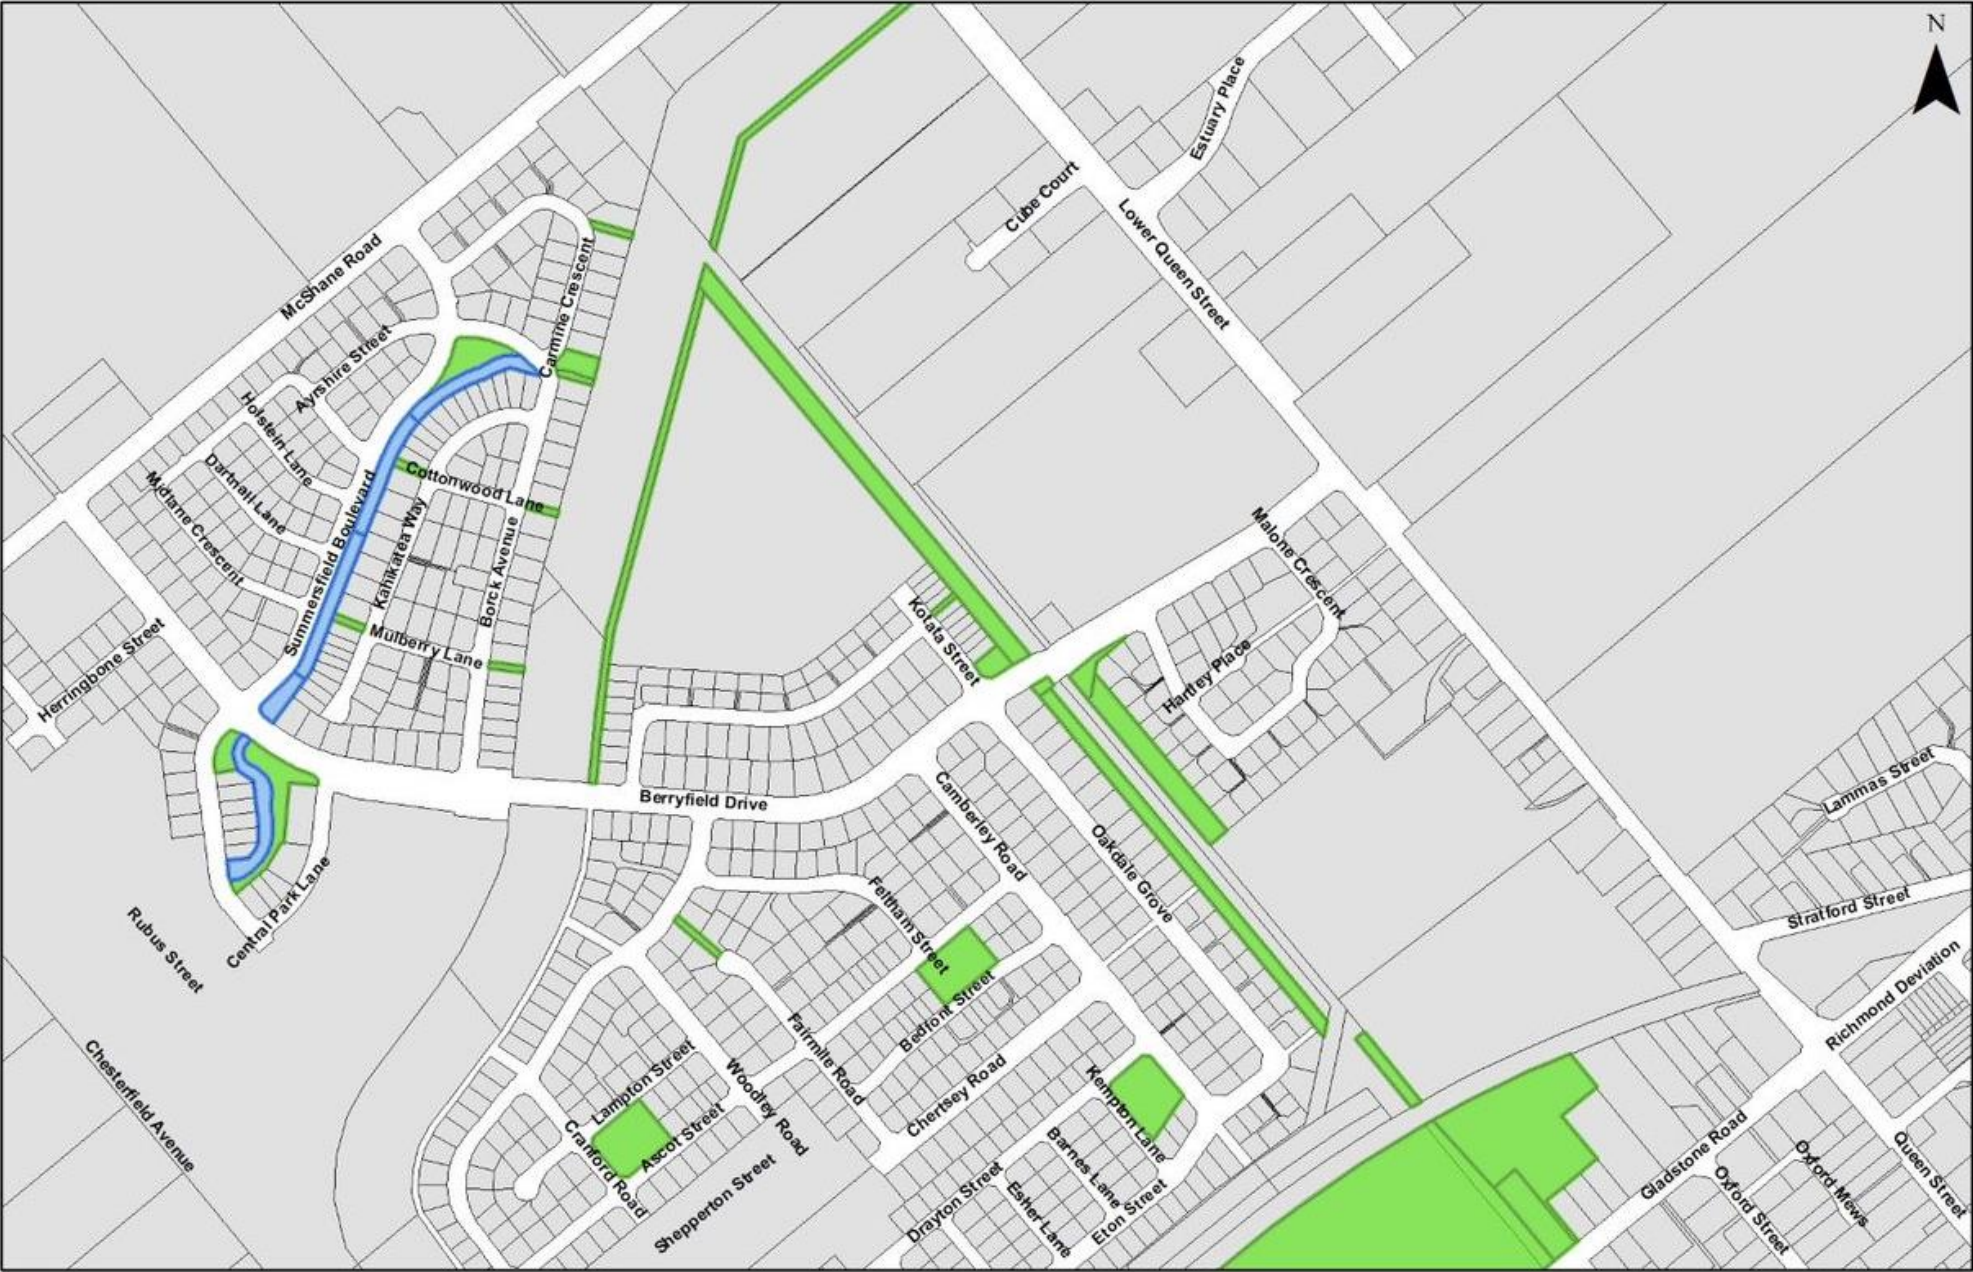 N
Estuary Place
Cube Court
Lower Queen Street
McShane Road
Carmine Crescent
Ayrshire Street
Holstein Lane
Dartnall Lane
Midlane Crescent
Summersfield Boulevard
Cottonwood Lane
Kahikatea Way
Borck Avenue
Mulberry Lane
Herringbone Street
Malone Crescent
Kotata Street
Hartley Place
Berryfield Drive
Camberley Road
Oakdale Grove
Lammas Street
Stratford Street
Richmond Deviation
Central Park Lane
Rubus Street
Feltham Street
Bedfont Street
Fairmile Road
Chertsey Road
Lampton Street
Woodley Road
Kempton Lane
Chesterfield Avenue
Cranford Road
Ascot Street
Barnes Lane
Shepperton Street
Drayton Street
Esher Lane
Eton Street
Gladstone Road
Oxford Street
Oxford Mews
Queen Street